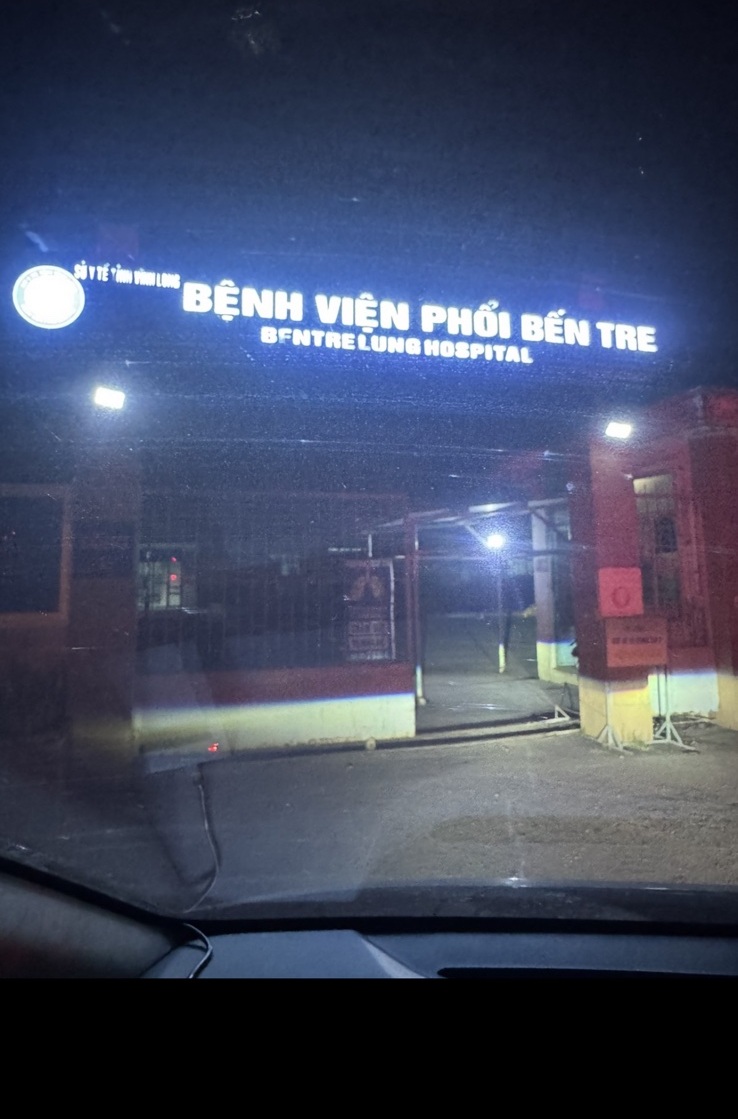 SỞ Y TẾ TỈNH VĨNH LONG
BỆNH VIỆN PHỔI BẾN TRE
BENTRE LUNG HOSPITAL